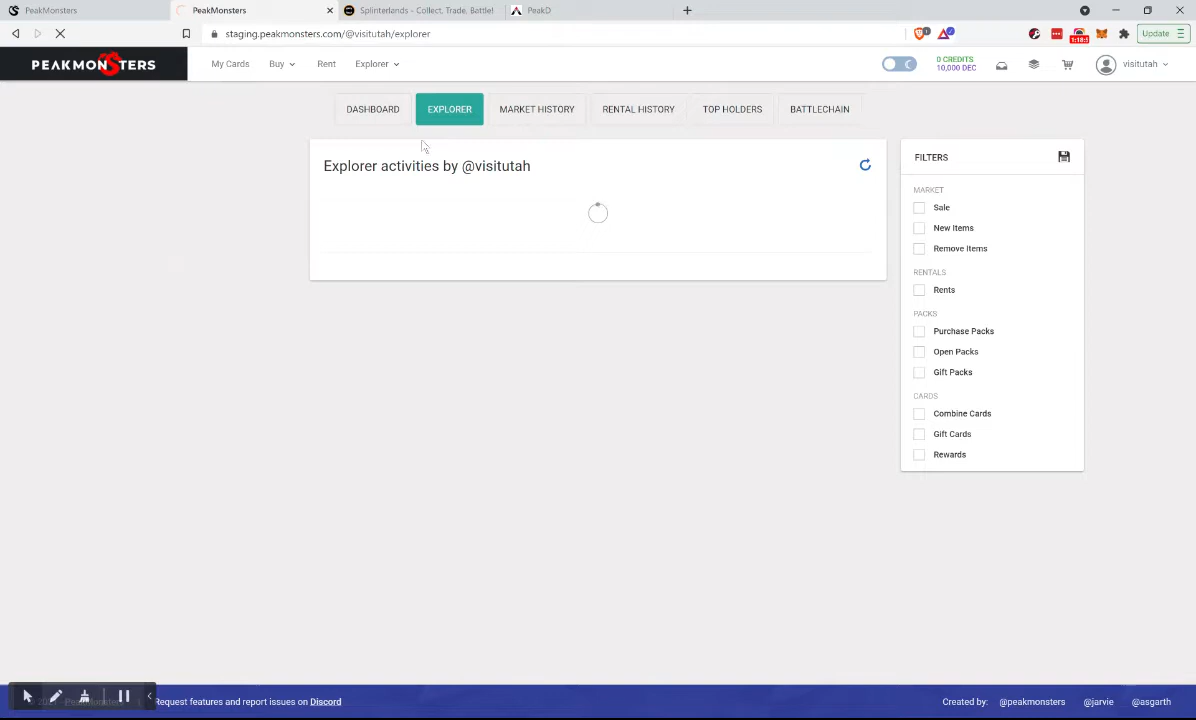 PeakMonsters
PeakMonsters
Splinterlands - Collect, Trade, Battle!
PeakD
staging.peakmonsters.com/@visitutah/explorer
Update
PEAKMONSTERS
My Cards
Buy
Rent
Explorer
0 CREDITS
10,000 DEC
visitutah
DASHBOARD
EXPLORER
MARKET HISTORY
RENTAL HISTORY
TOP HOLDERS
BATTLECHAIN
Explorer activities by @visitutah
FILTERS
MARKET
Sale
New Items
Remove Items
RENTALS
Rents
PACKS
Purchase Packs
Open Packs
Gift Packs
CARDS
Combine Cards
Gift Cards
Rewards
Request features and report issues on Discord
Created by:
@peakmonsters
@jarvie
@asgarth